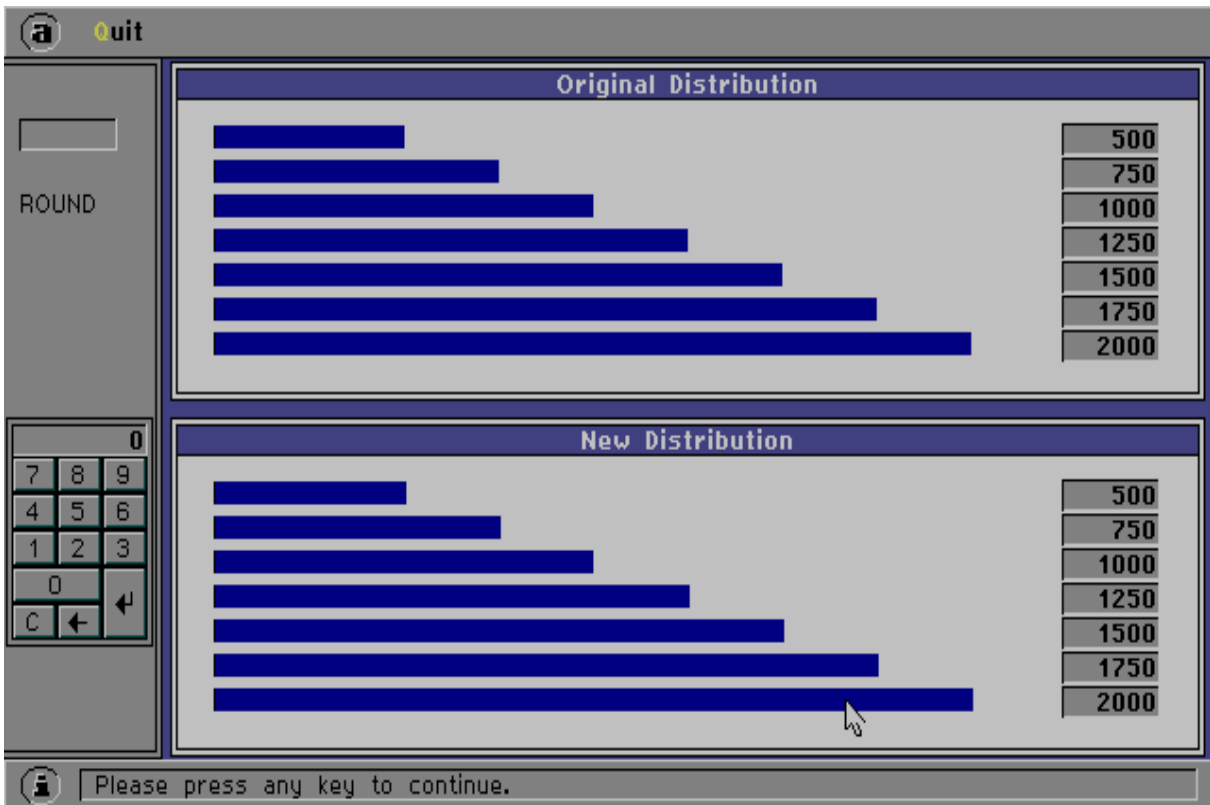 a Quit
ROUND
Original Distribution
500
750
1000
1250
1500
1750
2000
0
7 8 9
4 5 6
1 2 3
0
C
New Distribution
500
750
1000
1250
1500
1750
2000
i Please press any key to continue.